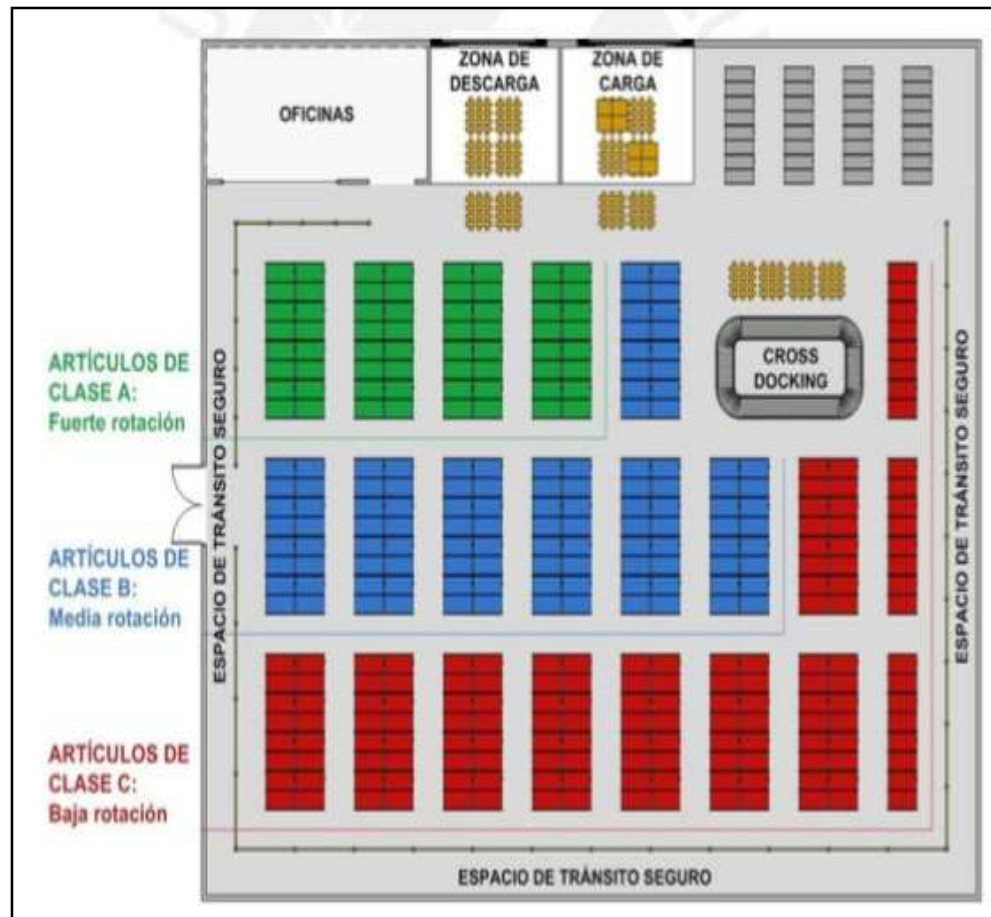 ZONA DE
DESCARGA
ZONA DE
CARGA
OFICINAS
ARTÍCULOS DE
CLASE A:
Fuerte rotación
ESPACIO DE TRÁNSITO SEGURO
CROSS
DOCKING
ESPACIO DE TRÁNSITO SEGURO
ARTÍCULOS DE
CLASE B:
Media rotación
ARTÍCULOS DE
CLASE C:
Baja rotación
ESPACIO DE TRÁNSITO SEGURO